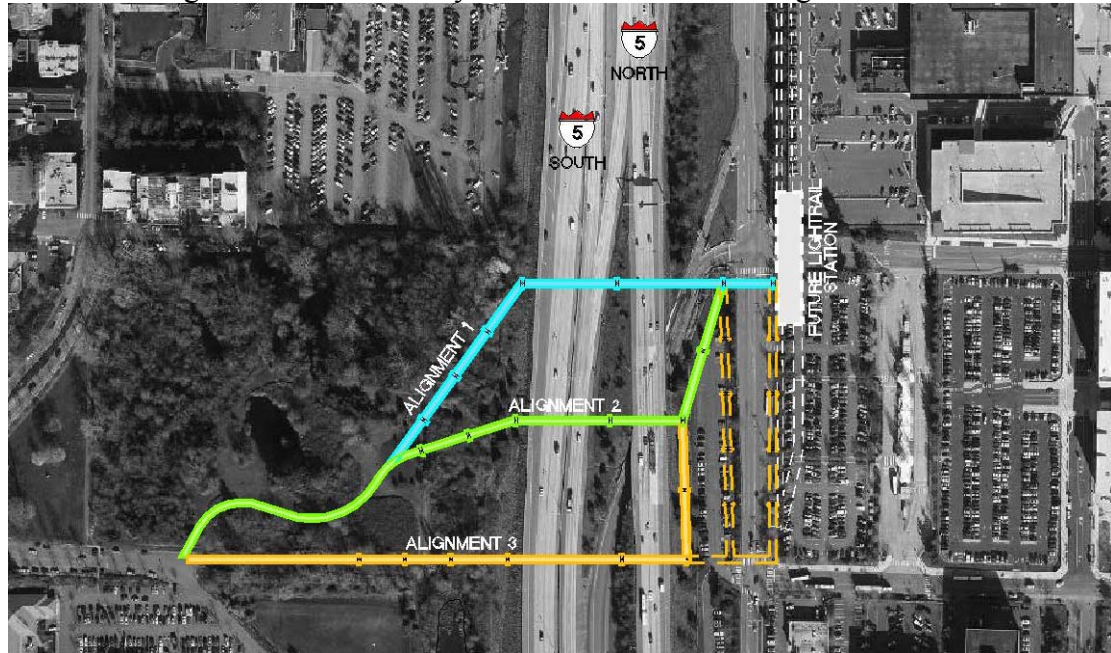 5
NORTH
5
SOUTH
FUTURE LIGHTRAIL
STATION
ALIGNMENT 1
ALIGNMENT 2
ALIGNMENT 3